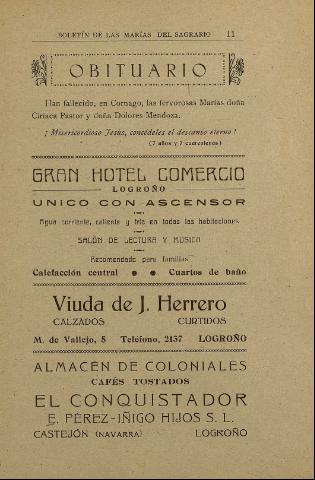 BOLETÍN DE LAS MARÍAS DEL SAGRARIO 11
OBITUARIO
Han fallecido, en Cornago, las fervorosas Marías doña
Ciriaca Pastor y doña Dolores Mendoza.
¡Misericordioso Jesús, concédeles el descanso eterno!
(7 años y 7 cuarentenas)
GRAN HOTEL COMERCIO
LOGROÑO
UNICO CON ASCENSOR
Agua corriente, caliente y fría en todas las habitaciones
SALÓN DE LECTURA Y MÚSICA
Recomendado para familias
Calefacción central ● ● Cuartos de baño
Viuda de J. Herrero
CALZADOS CURTIDOS
M. de Vallejo, 8 Teléfono, 2137 LOGROÑO
ALMACÉN DE COLONIALES
CAFÉS TOSTADOS
EL CONQUISTADOR
E. PÉREZ-IÑIGO HIJOS S. L.
CASTEJÓN (NAVARRA) LOGROÑO